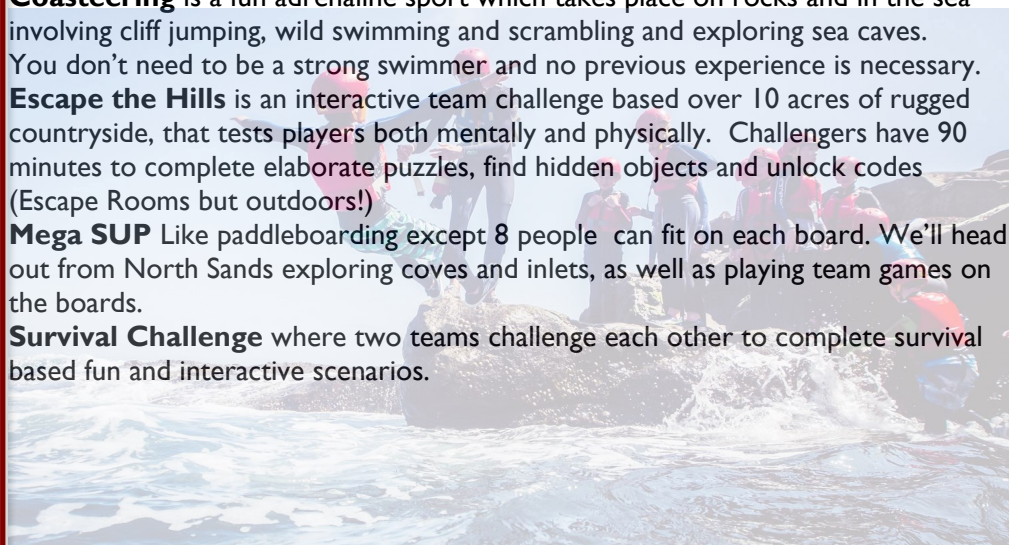 Coasteering is a fun adrenaline sport which takes place on rocks and in the sea
involving cliff jumping, wild swimming and scrambling and exploring sea caves.
You don’t need to be a strong swimmer and no previous experience is necessary.
Escape the Hills is an interactive team challenge based over 10 acres of rugged
countryside, that tests players both mentally and physically.  Challengers have 90
minutes to complete elaborate puzzles, find hidden objects and unlock codes
(Escape Rooms but outdoors!)
Mega SUP Like paddleboarding except 8 people  can fit on each board. We’ll head
out from North Sands exploring coves and inlets, as well as playing team games on
the boards.
Survival Challenge where two teams challenge each other to complete survival
based fun and interactive scenarios.